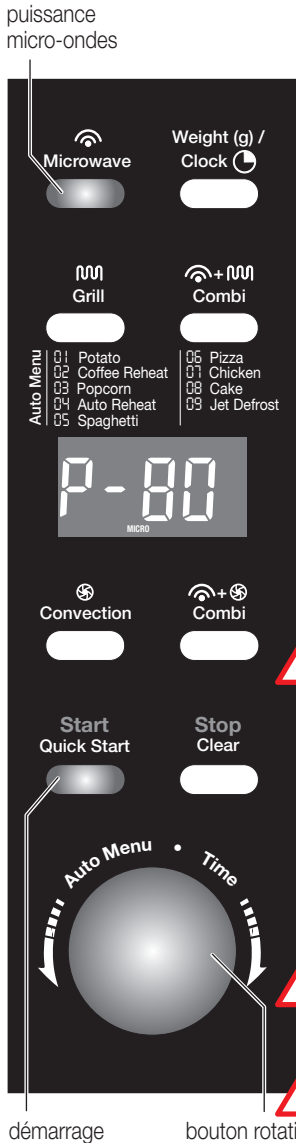 puissance
micro-ondes
Microwave
Weight (g) /
Clock
Grill
+
Combi
Auto Menu
01 Potato
02 Coffee Reheat
03 Popcorn
04 Auto Reheat
05 Spaghetti
06 Pizza
07 Chicken
08 Cake
09 Jet Defrost
P-80
MICRO
Convection
+
Combi
Start
Quick Start
Stop
Clear
Auto Menu • Time
démarrage
bouton rotati